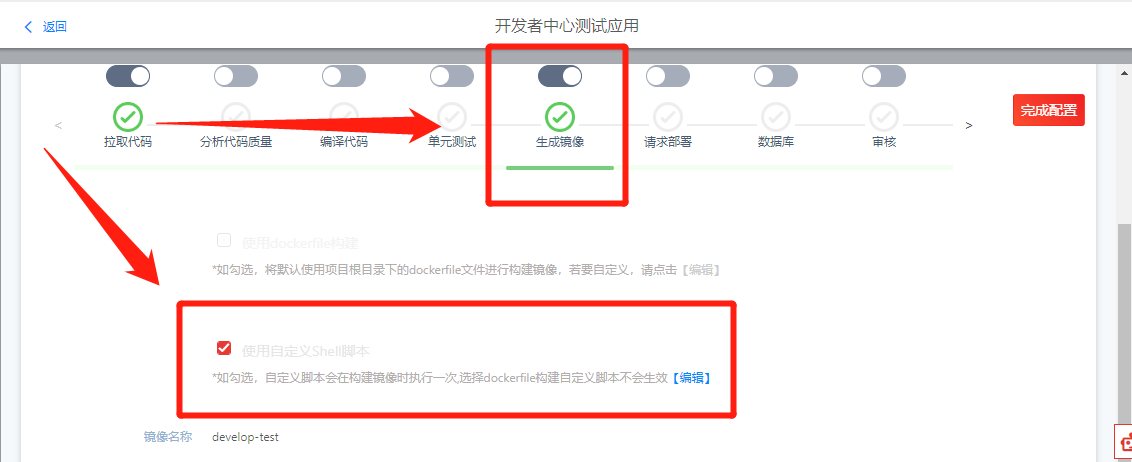 返回
开发者中心测试应用
完成配置
< 拉取代码 分析代码质量 编译代码 单元测试 生成镜像 请求部署 数据库 审核 >
使用dockerfile构建
*如勾选，将默认使用项目根目录下的dockerfile文件进行构建镜像，若要自定义，请点击【编辑】
使用自定义Shell脚本
*如勾选，自定义脚本会在构建镜像时执行一次,选择dockerfile构建自定义脚本不会生效【编辑】
镜像名称 develop-test